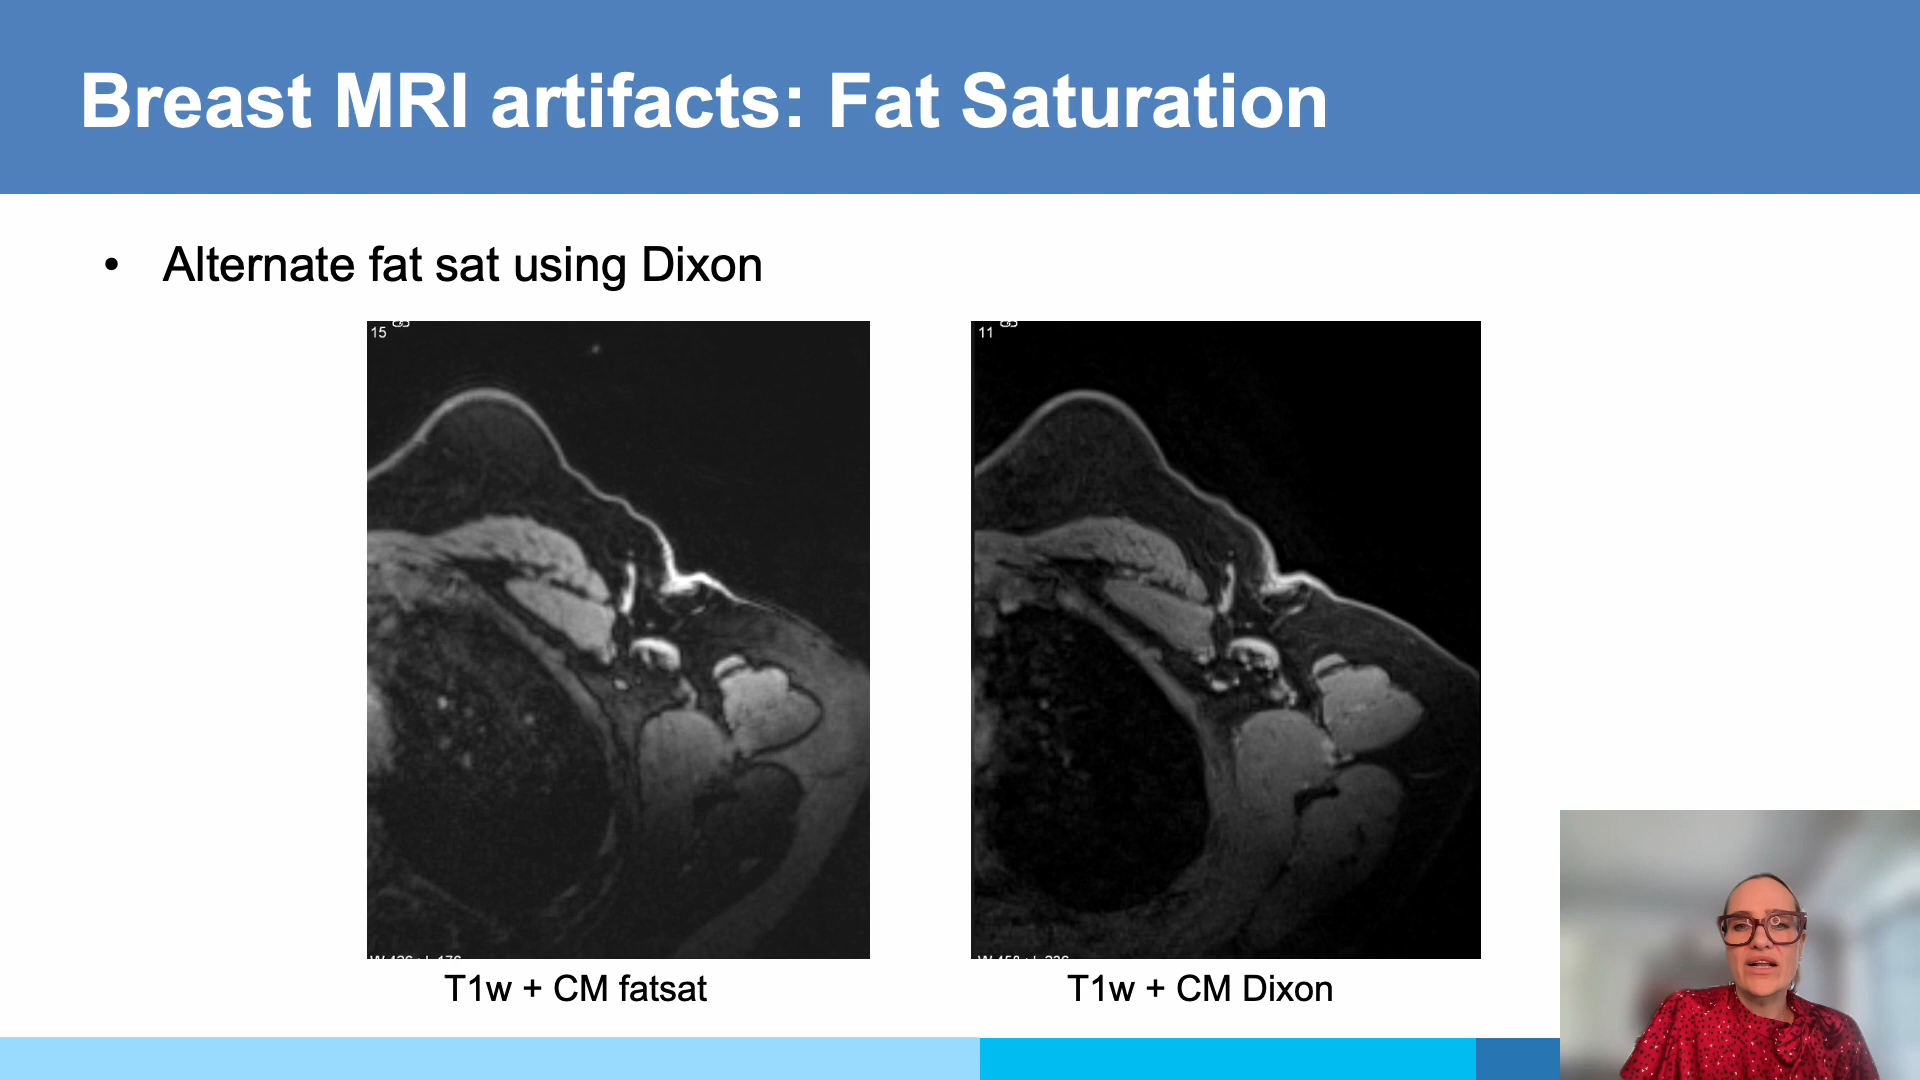 Breast MRI artifacts: Fat Saturation
• Alternate fat sat using Dixon
15
11
T1w + CM fatsat
T1w + CM Dixon